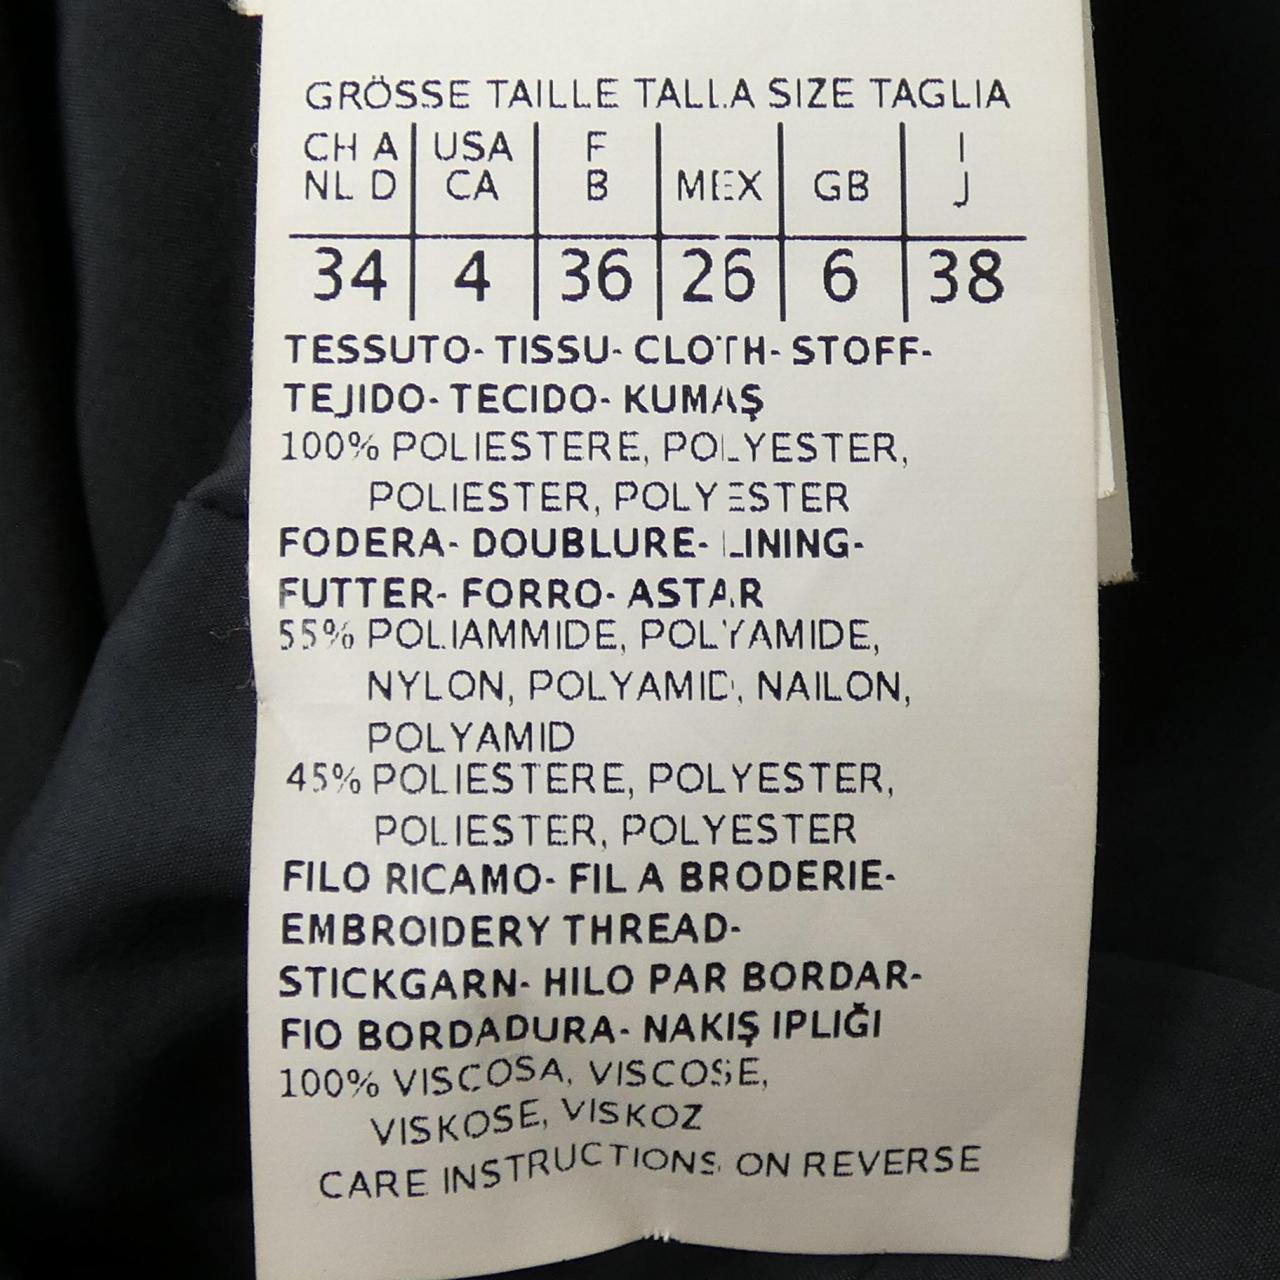 GRÖSSE TAILLE TALLA SIZE TAGLIA
CH A USA F MEX GB I
NL D CA B J
34 4 36 26 6 38
TESSUTO- TISSU- CLOTH- STOFF-
TEJIDO- TECIDO- KUMAŞ
100% POLIESTERE, POLYESTER,
POLIESTER, POLYESTER
FODERA- DOUBLURE- LINING-
FUTTER- FORRO- ASTAR
55% POLIAMMIDE, POLYAMIDE,
NYLON, POLYAMID, NAILON,
POLYAMID
45% POLIESTERE, POLYESTER,
POLIESTER, POLYESTER
FILO RICAMO- FIL A BRODERIE-
EMBROIDERY THREAD-
STICKGARN- HILO PAR BORDAR-
FIO BORDADURA- NAKIŞ IPLIĞI
100% VISCOSA, VISCOSE,
VISKOSE, VISKOZ
CARE INSTRUCTIONS ON REVERSE